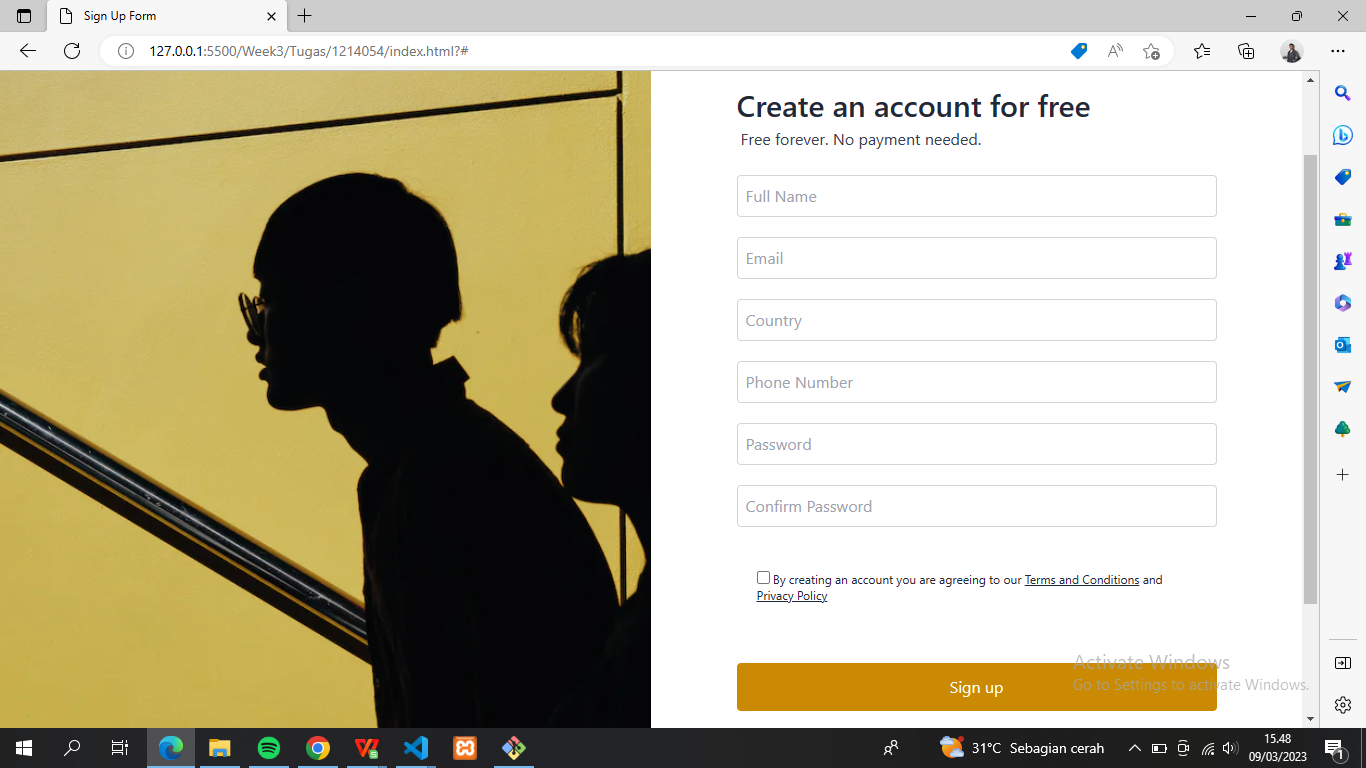 Sign Up Form
127.0.0.1:5500/Week3/Tugas/1214054/index.html?#
Create an account for free
Free forever. No payment needed.
Full Name
Email
Country
Phone Number
Password
Confirm Password
By creating an account you are agreeing to our Terms and Conditions and
Privacy Policy
Sign up
Activate Windows
Go to Settings to activate Windows.
31°C Sebagian cerah
15.48
09/03/2023
1